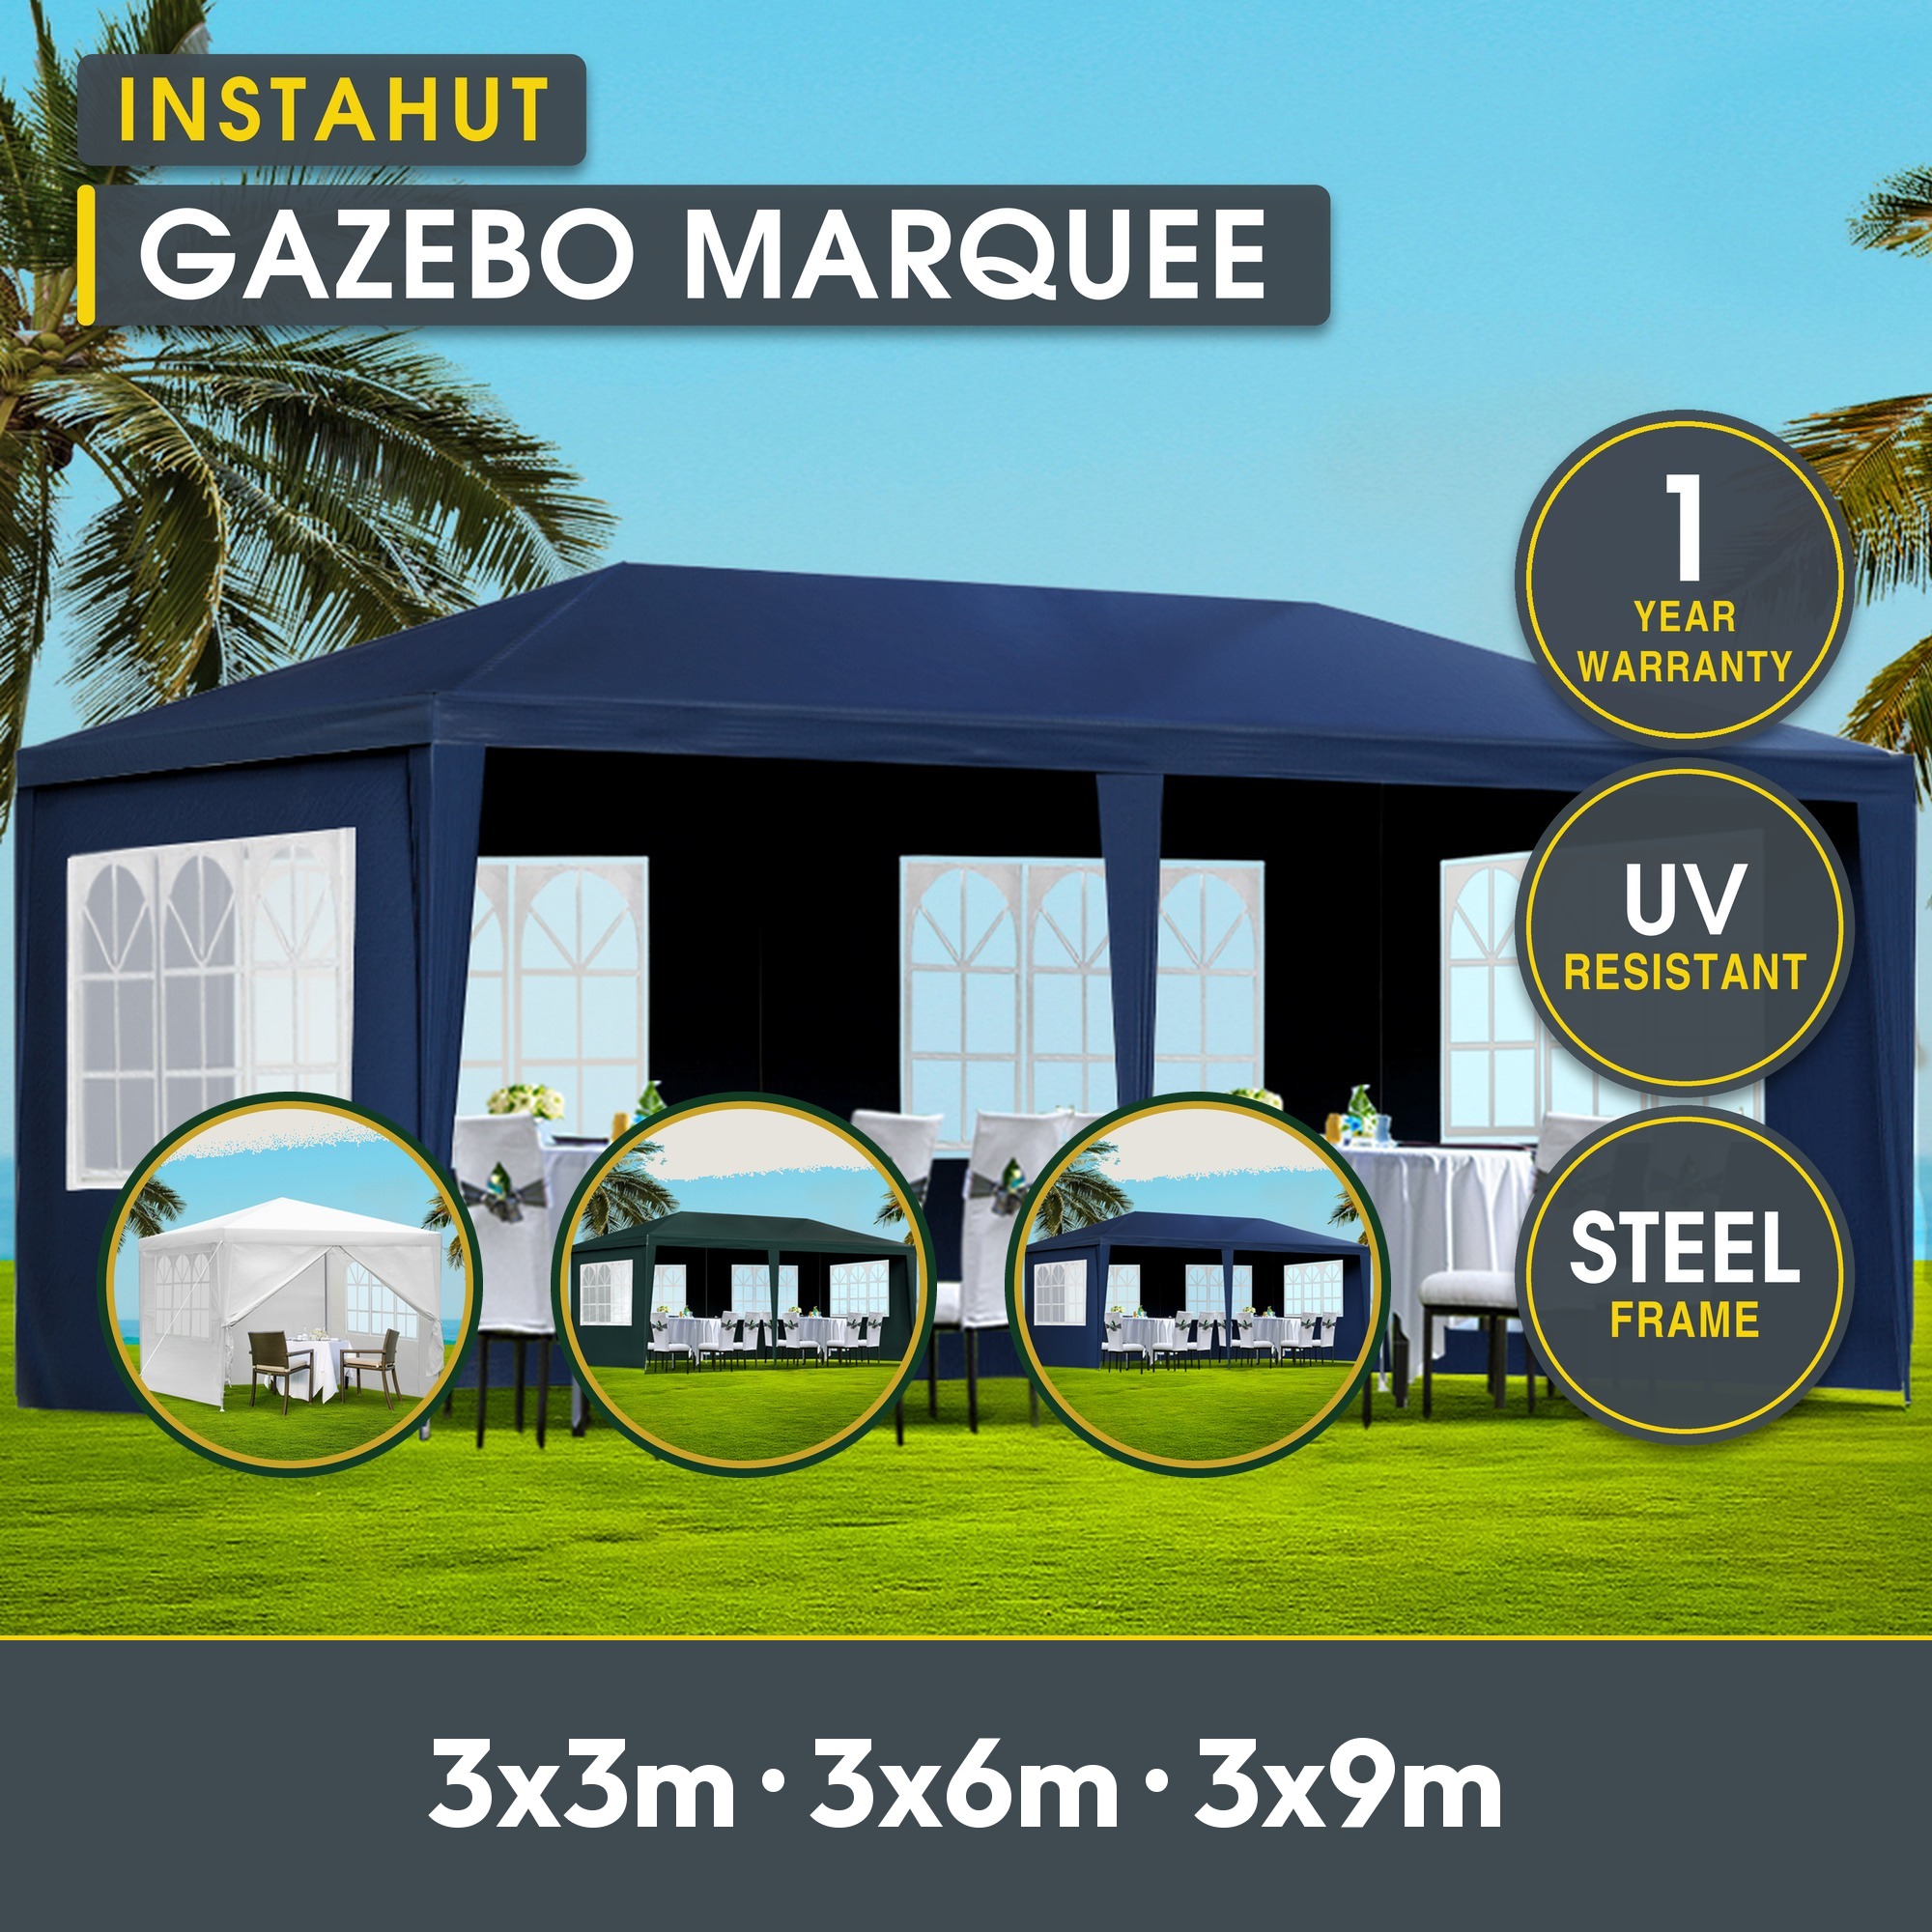 INSTAHUT
GAZEBO MARQUEE
1
YEAR
WARRANTY
UV
RESISTANT
STEEL
FRAME
3x3m • 3x6m • 3x9m